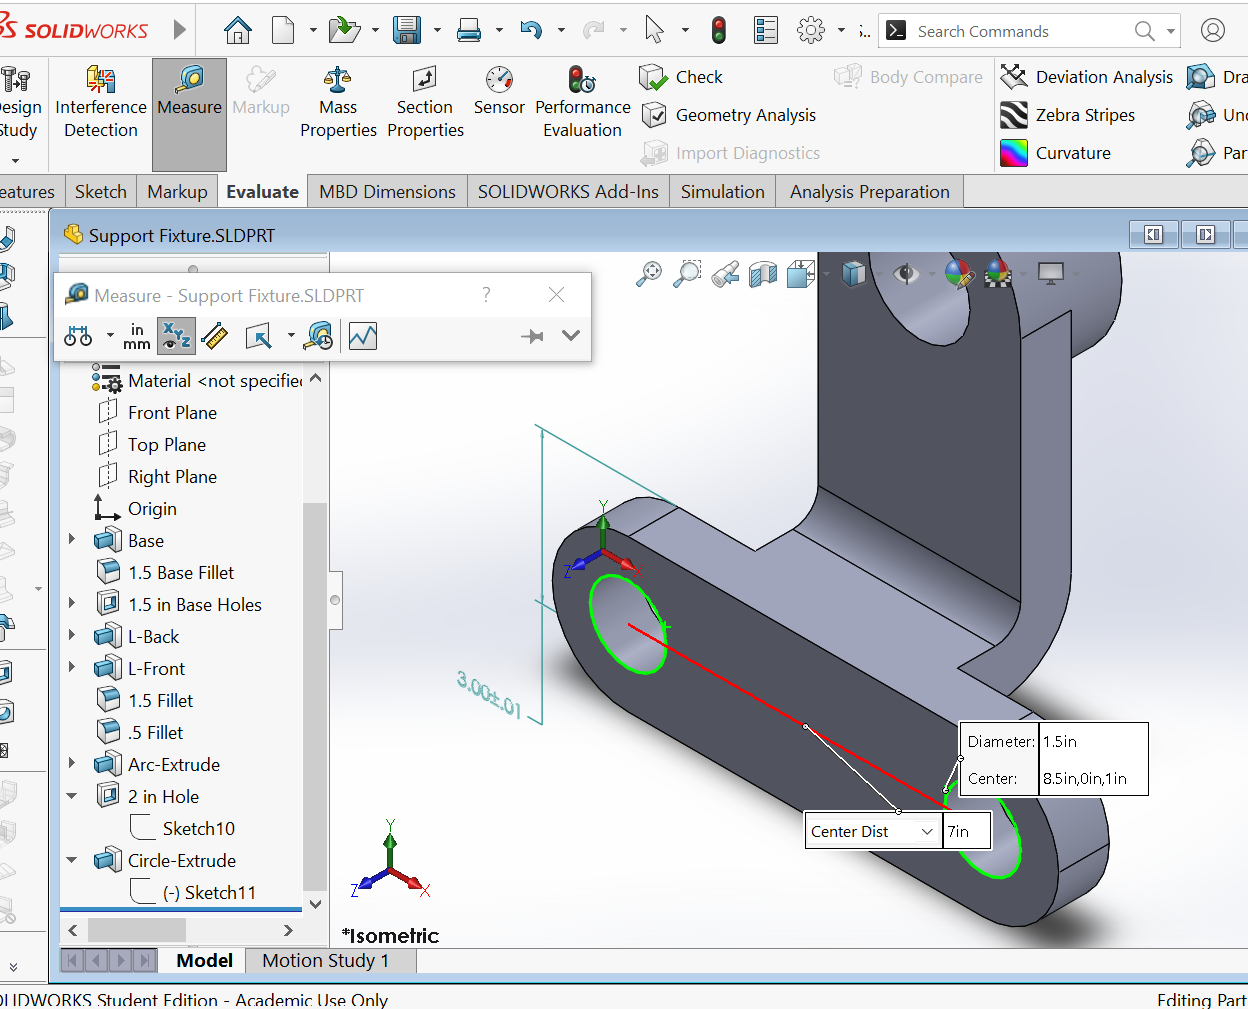 SOLIDWORKS
Search Commands
esign
Study
Interference
Detection
Measure
Markup
Mass
Properties
Section
Properties
Sensor
Performance
Evaluation
Check
Geometry Analysis
Import Diagnostics
Body Compare
Deviation Analysis
Zebra Stripes
Curvature
Dra
Und
Par
eatures
Sketch
Markup
Evaluate
MBD Dimensions
SOLIDWORKS Add-Ins
Simulation
Analysis Preparation
Support Fixture.SLDPRT
Measure - Support Fixture.SLDPRT
?
in
mm
XYZ
Material <not specified
Front Plane
Top Plane
Right Plane
Origin
Base
1.5 Base Fillet
1.5 in Base Holes
L-Back
L-Front
1.5 Fillet
.5 Fillet
Arc-Extrude
2 in Hole
Sketch10
Circle-Extrude
(-) Sketch11
Y
Z
X
3.00±.01
Diameter: 1.5in
Center: 8.5in,0in,1in
Center Dist 7in
Y
Z
X
*Isometric
Model
Motion Study 1
OLIDWORKS Student Edition - Academic Use Only
Editing Part